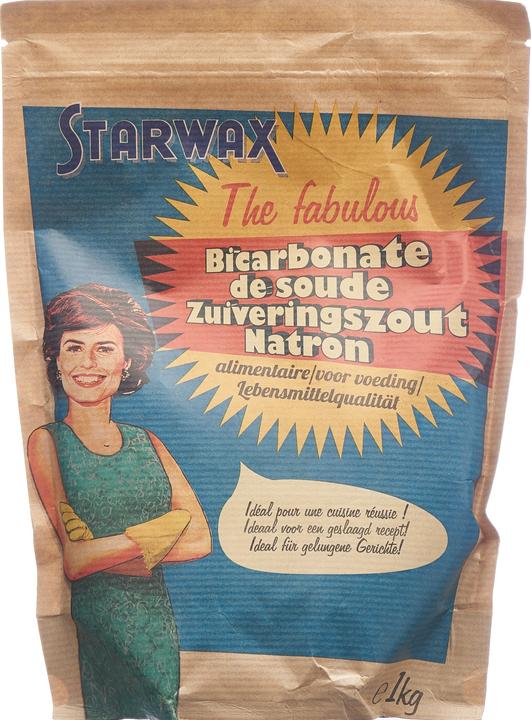 STARWAX
The fabulous
Bicarbonate
de soude
Zuiveringszout
Natron
alimentaire/voor voeding/
Lebensmittelqualität
Idéal pour une cuisine réussie !
Ideaal voor een geslaagd recept!
Ideal für gelungene Gerichte!
e 1kg